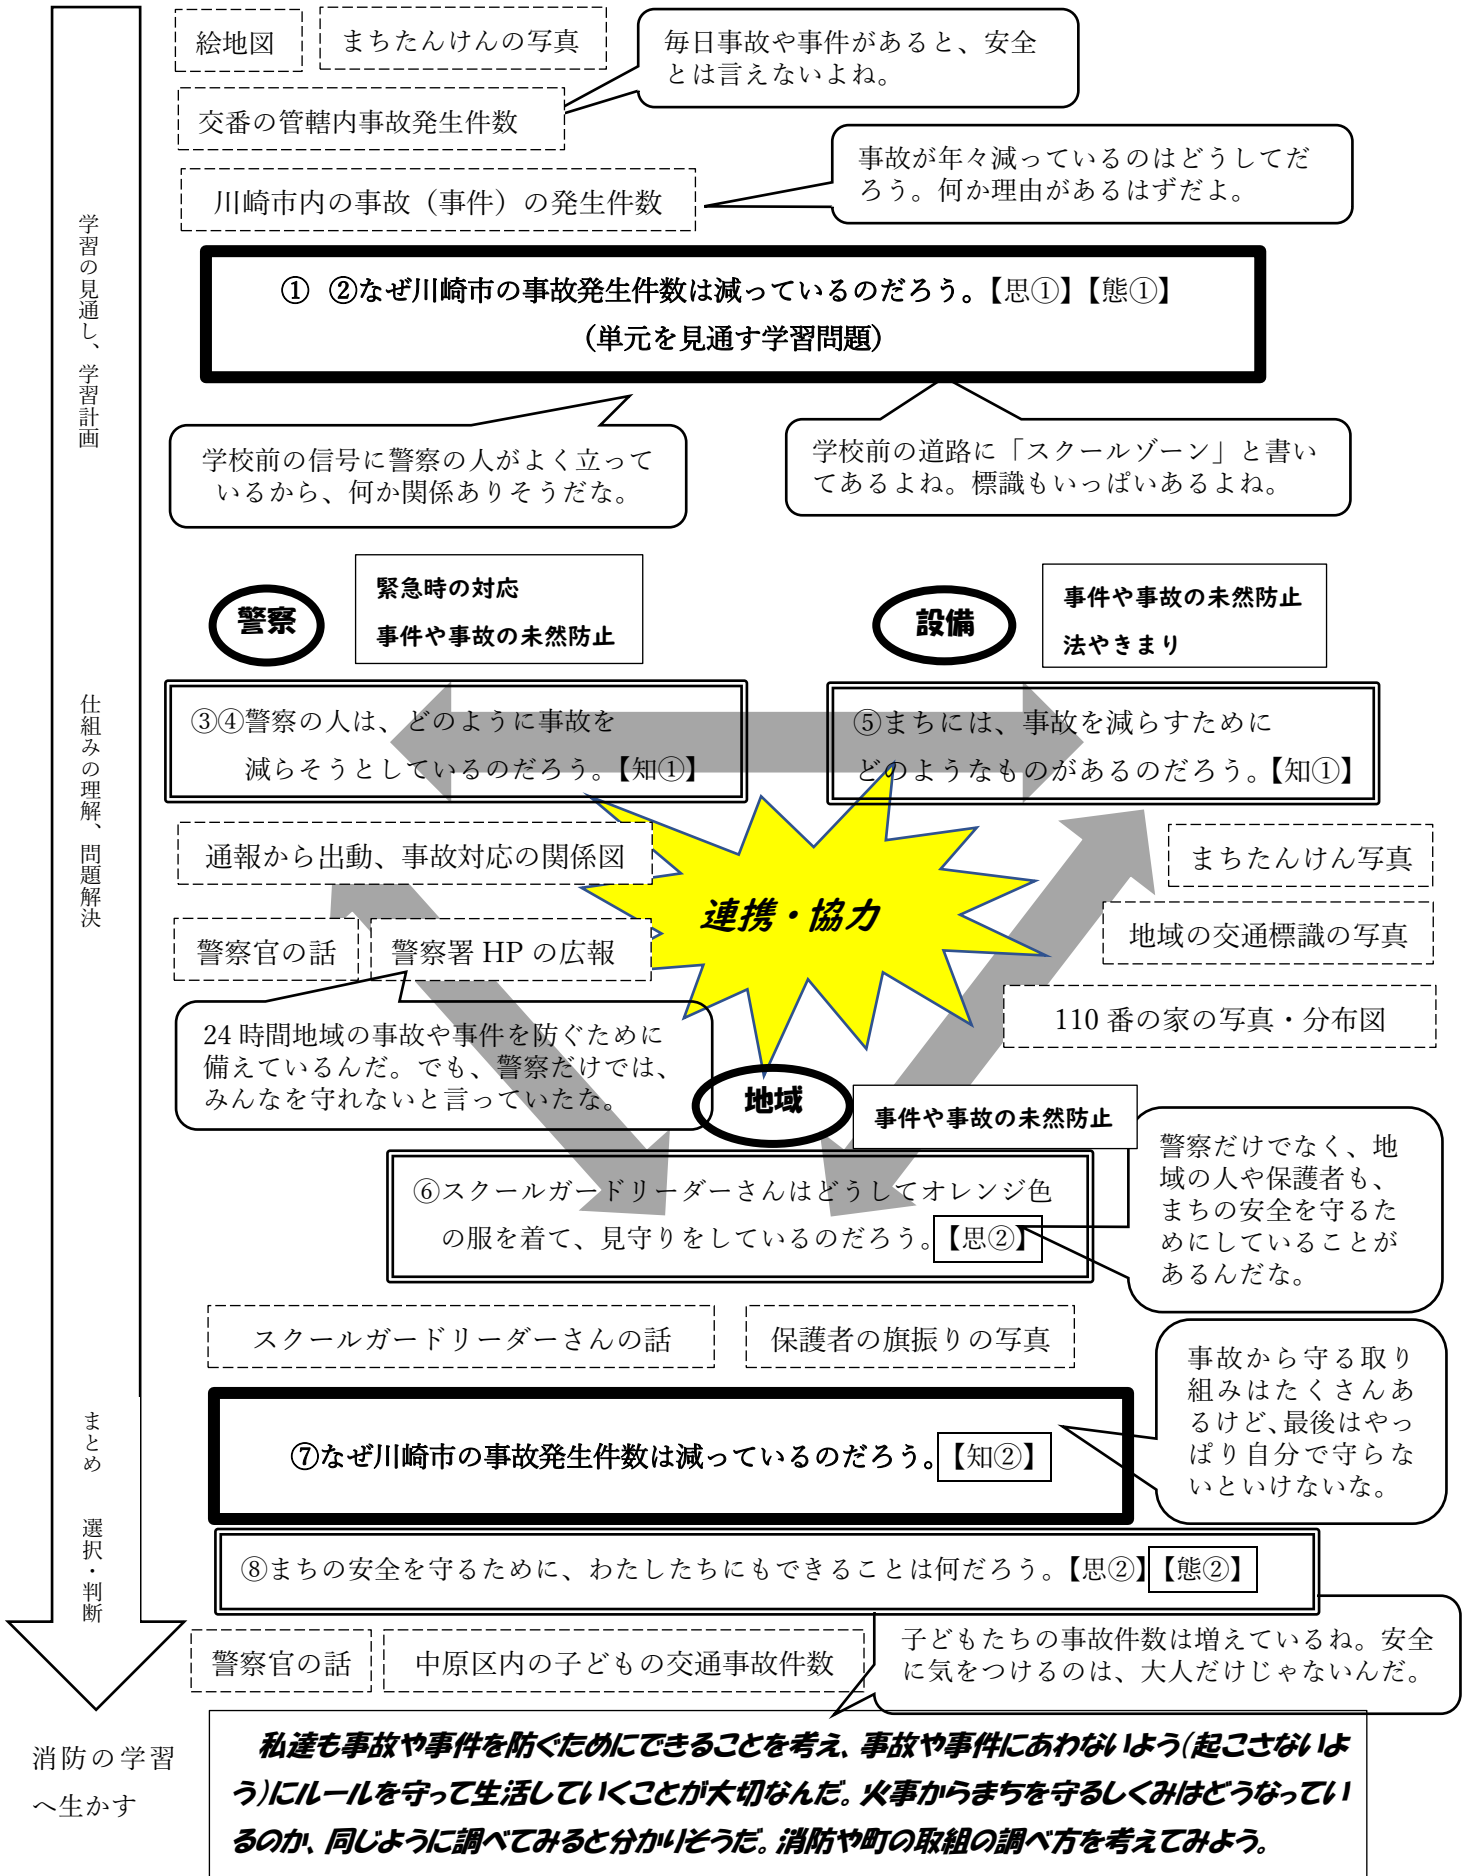 絵地図
まちたんけんの写真
毎日事故や事件があると、安全
とは言えないよね。
交番の管轄内事故発生件数
事故が年々減っているのはどうしてだ
ろう。何か理由があるはずだよ。
川崎市内の事故（事件）の発生件数
学習の見通し、学習計画
① ②なぜ川崎市の事故発生件数は減っているのだろう。【思①】【態①】
（単元を見通す学習問題）
学校前の信号に警察の人がよく立って
いるから、何か関係ありそうだな。
学校前の道路に「スクールゾーン」と書い
てあるよね。標識もいっぱいあるよね。
警察
緊急時の対応
事件や事故の未然防止
設備
事件や事故の未然防止
法やきまり
仕組みの理解、問題解決
③④警察の人は、どのように事故を
減らそうとしているのだろう。【知①】
⑤まちには、事故を減らすために
どのようなものがあるのだろう。【知①】
通報から出動、事故対応の関係図
まちたんけん写真
連携・協力
警察官の話
警察署 HP の広報
地域の交通標識の写真
110 番の家の写真・分布図
24 時間地域の事故や事件を防ぐために
備えているんだ。でも、警察だけでは、
みんなを守れないと言っていたな。
地域
事件や事故の未然防止
警察だけでなく、地
域の人や保護者も、
まちの安全を守るた
めにしていることが
あるんだな。
⑥スクールガードリーダーさんはどうしてオレンジ色
の服を着て、見守りをしているのだろう。【思②】
スクールガードリーダーさんの話
保護者の旗振りの写真
事故から守る取り
組みはたくさんあ
るけど、最後はやっ
ぱり自分で守らな
いといけないな。
まとめ　選択・判断
⑦なぜ川崎市の事故発生件数は減っているのだろう。【知②】
⑧まちの安全を守るために、わたしたちにもできることは何だろう。【思②】【態②】
警察官の話
中原区内の子どもの交通事故件数
子どもたちの事故件数は増えているね。安全
に気をつけるのは、大人だけじゃないんだ。
消防の学習
へ生かす
私達も事故や事件を防ぐためにできることを考え、事故や事件にあわないよう（起こさないよ
う）にルールを守って生活していくことが大切なんだ。火事からまちを守るしくみはどうなってい
るのか、同じように調べてみると分かりそうだ。消防や町の取組の調べ方を考えてみよう。